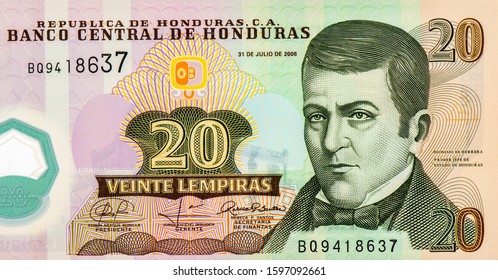 REPUBLICA DE HONDURAS, C.A.
BANCO CENTRAL DE HONDURAS
20
BQ9418637
31 DE JULIO DE 2008
20
VEINTE LEMPIRAS
DIONISIO DE HERRERA
PRIMER JEFE DE
ESTADO DE HONDURAS
PRESIDENTE
GERENTE
SECRETARIA
DE FINANZAS
BQ9418637
20
shutterstock.com · 1597092661